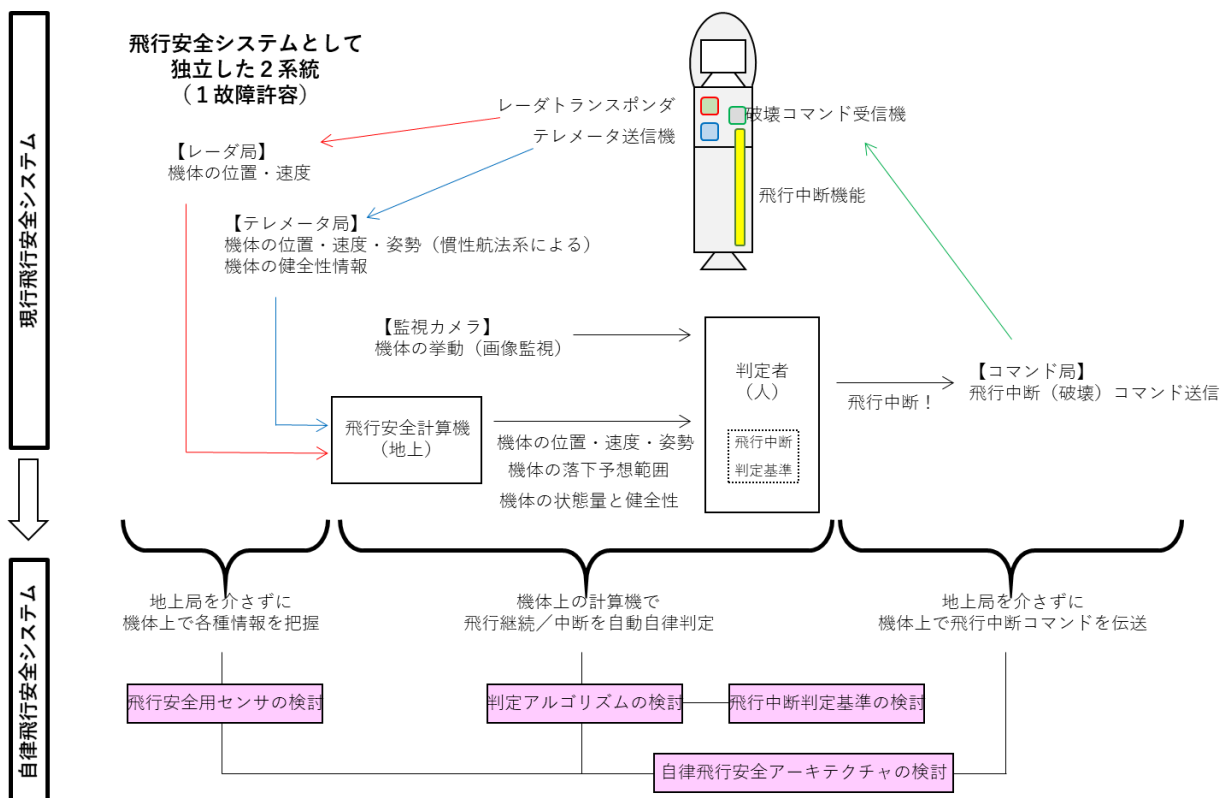 現行飛行安全システム
飛行安全システムとして
独立した２系統
（１故障許容）
レーダトランスポンダ
テレメータ送信機
破壊コマンド受信機
飛行中断機能
【レーダ局】
機体の位置・速度
【テレメータ局】
機体の位置・速度・姿勢（慣性航法系による）
機体の健全性情報
【監視カメラ】
機体の挙動（画像監視）
飛行安全計算機
（地上）
機体の位置・速度・姿勢
機体の落下予想範囲
機体の状態量と健全性
判定者
（人）
飛行中断
判定基準
飛行中断！
【コマンド局】
飛行中断（破壊）コマンド送信
自律飛行安全システム
地上局を介さずに
機体上で各種情報を把握
機体上の計算機で
飛行継続／中断を自動自律判定
地上局を介さずに
機体上で飛行中断コマンドを伝送
飛行安全用センサの検討
判定アルゴリズムの検討
飛行中断判定基準の検討
自律飛行安全アーキテクチャの検討